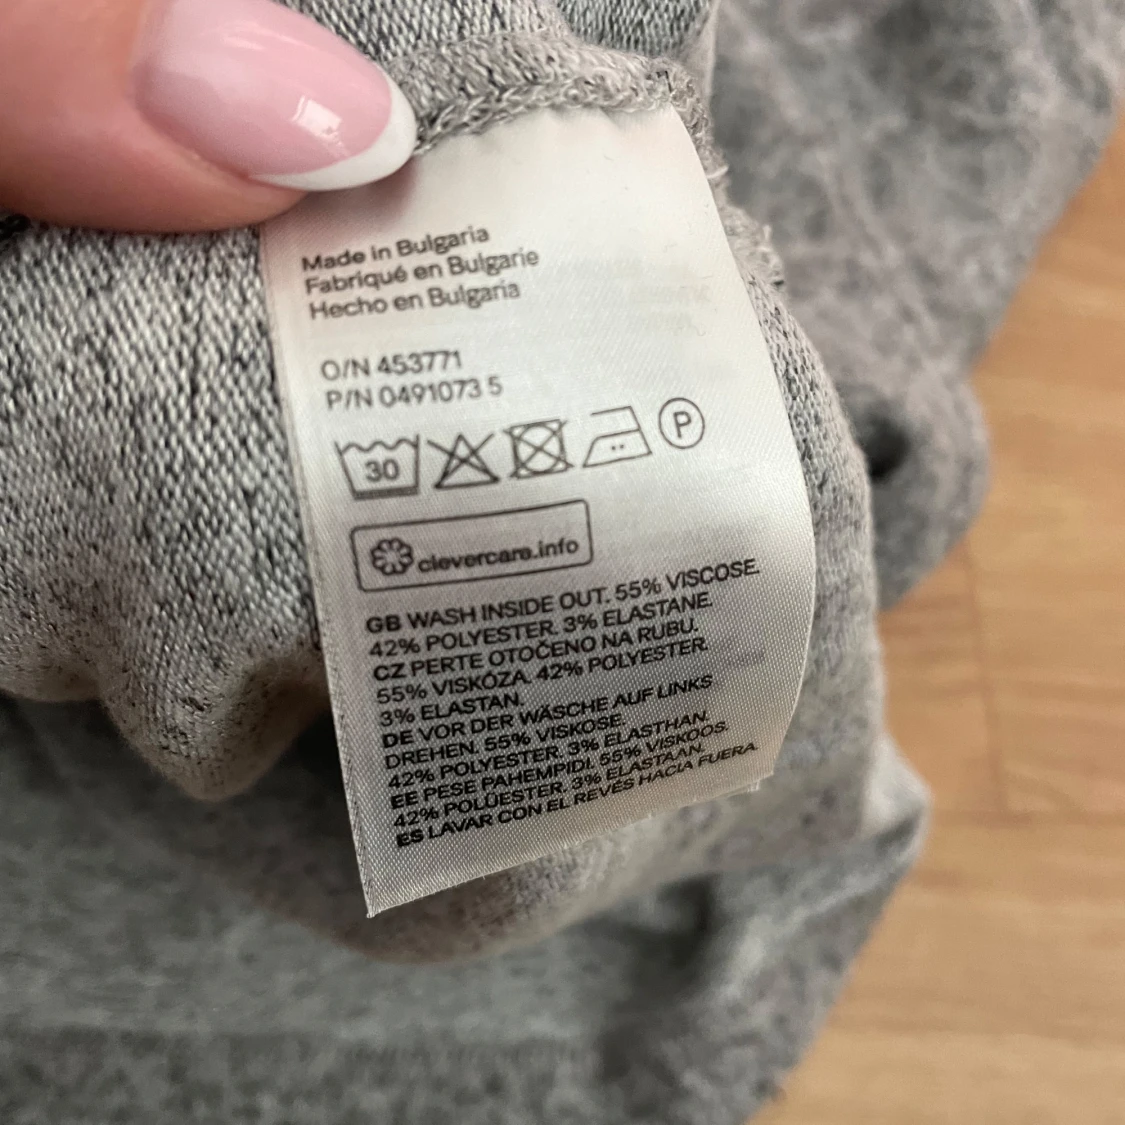 Made in Bulgaria
Fabriqué en Bulgarie
Hecho en Bulgaria
O/N 453771
P/N 0491073 5
30 P
clevercare.info
GB WASH INSIDE OUT. 55% VISCOSE.
42% POLYESTER. 3% ELASTANE.
CZ PERTE OTOČENO NA RUBU.
55% VISKÓZA. 42% POLYESTER.
3% ELASTAN.
DE VOR DER WÄSCHE AUF LINKS
DREHEN. 55% VISKOSE.
42% POLYESTER. 3% ELASTHAN.
EE PESE PAHEMPIDI. 55% VISKOOS.
42% POLÜESTER. 3% ELASTAAN.
ES LAVAR CON EL REVÉS HACIA FUERA.